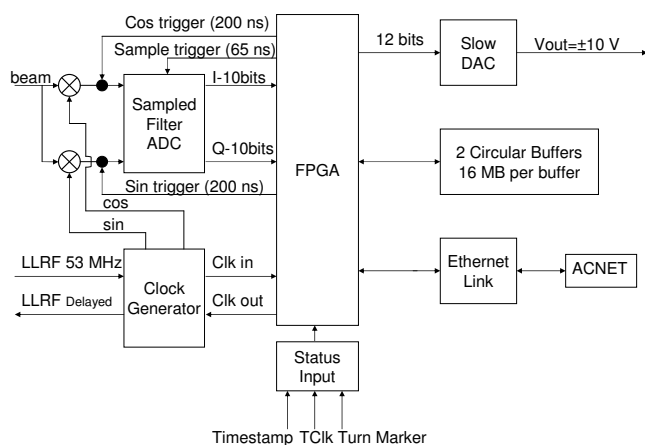 Cos trigger (200 ns)
Sample trigger (65 ns)
beam
I-10bits
Sampled
Filter
ADC
Q-10bits
Sin trigger (200 ns)
cos
sin
LLRF 53 MHz
LLRF Delayed
Clock
Generator
Clk in
Clk out
FPGA
12 bits
Slow
DAC
Vout=±10 V
2 Circular Buffers
16 MB per buffer
Ethernet
Link
ACNET
Status
Input
Timestamp TClk Turn Marker